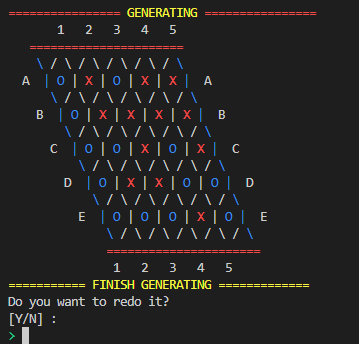 =============== GENERATING ================
1 2 3 4 5
======================
\ / \ / \ / \ / \ / \
A | O | X | O | X | X | A
\ / \ / \ / \ / \ / \
B | O | X | X | X | X | B
\ / \ / \ / \ / \ / \
C | O | O | X | O | X | C
\ / \ / \ / \ / \ / \
D | O | X | X | O | O | D
\ / \ / \ / \ / \ / \
E | O | O | O | X | O | E
\ / \ / \ / \ / \ / \
======================
1 2 3 4 5
=========== FINISH GENERATING =============
Do you want to redo it?
[Y/N] :
>